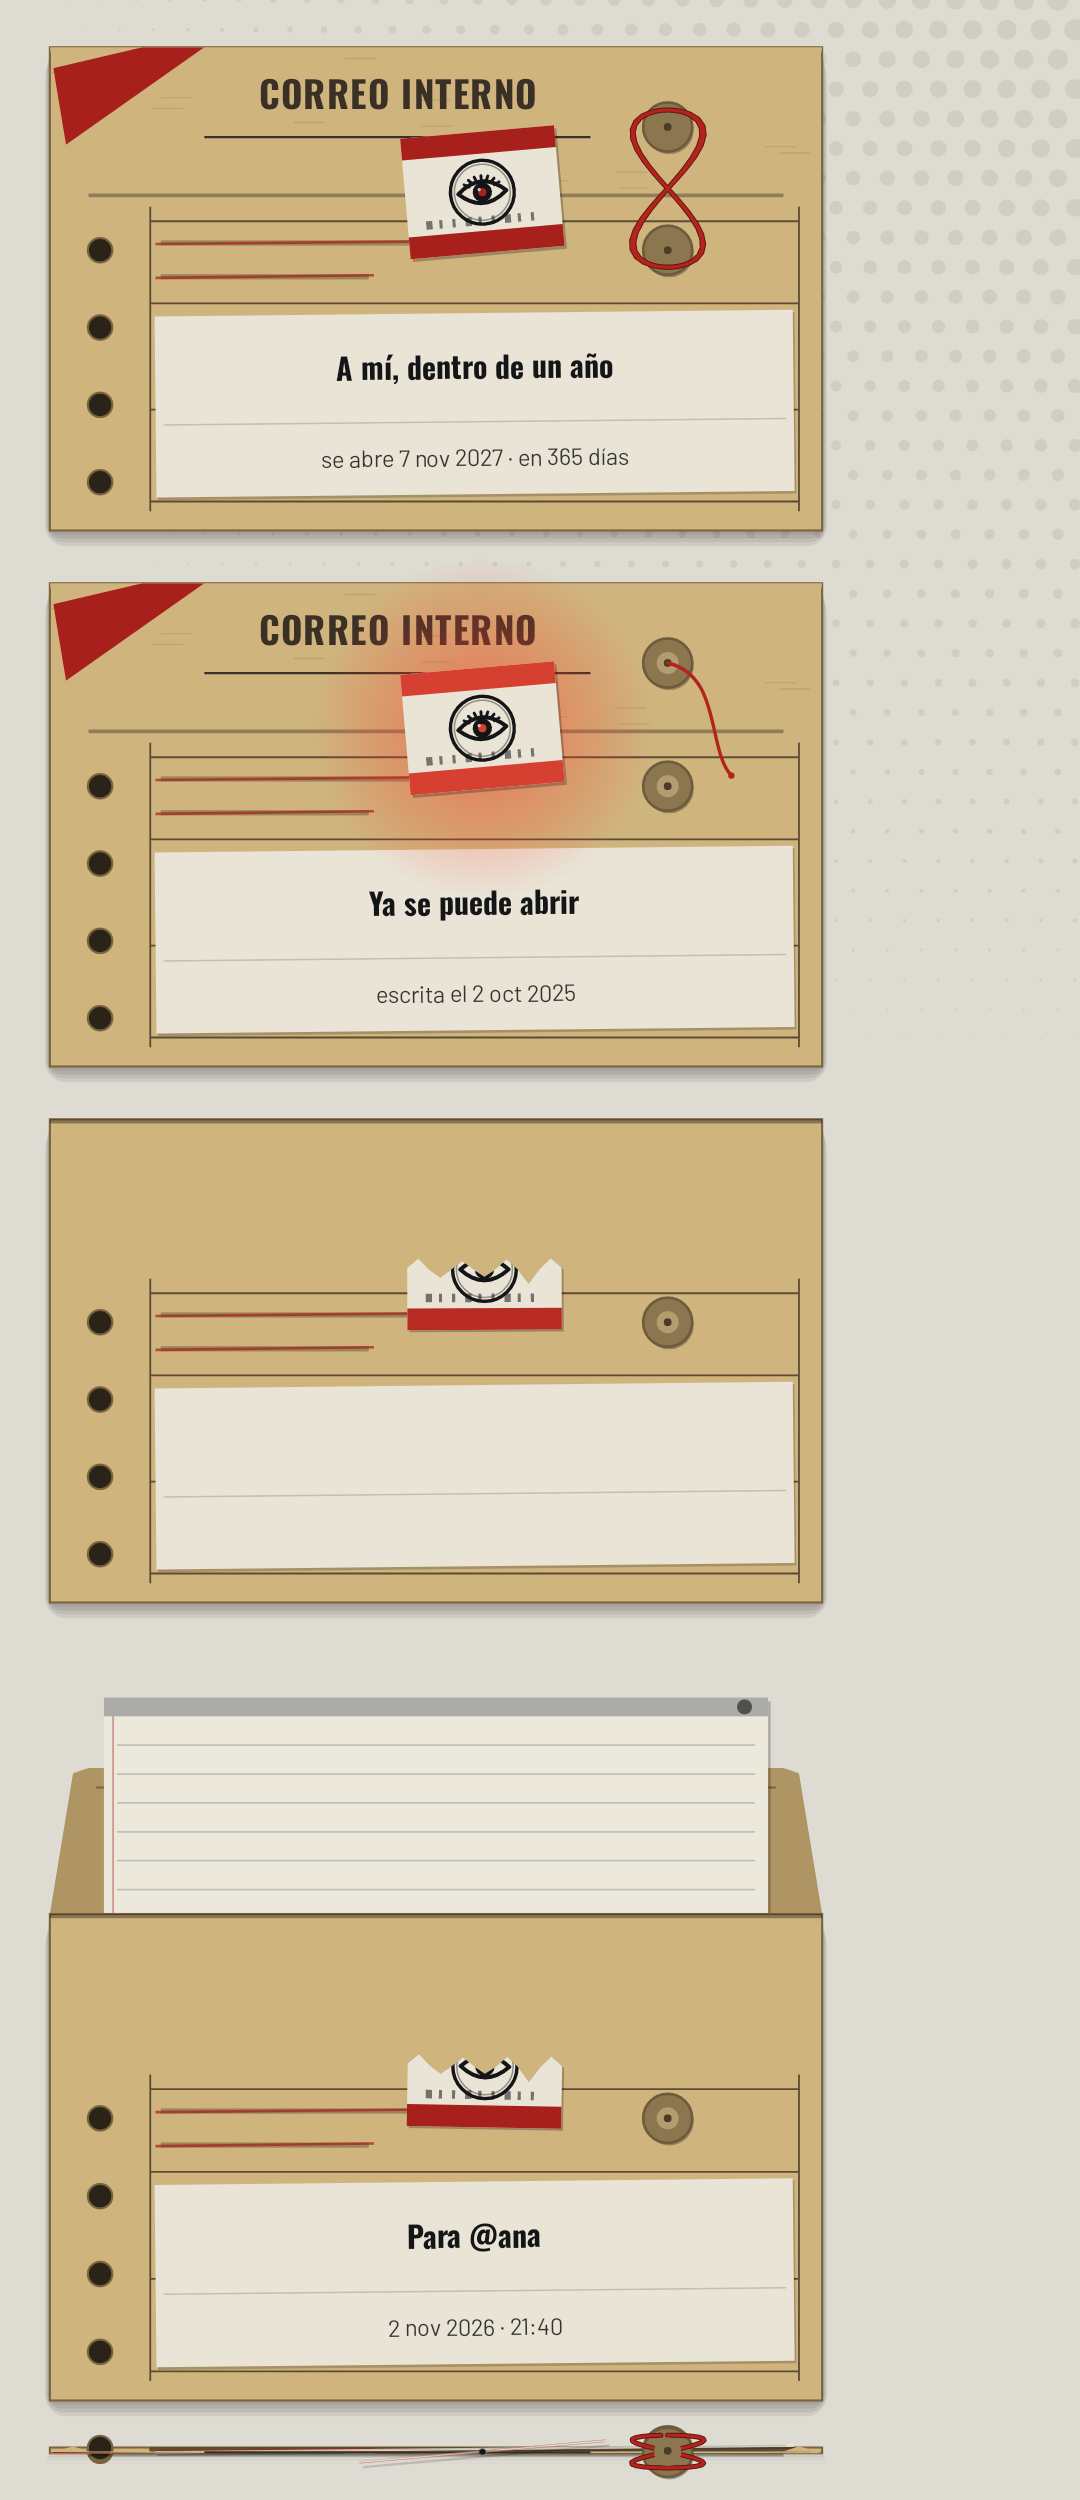 CORREO INTERNO
A mí, dentro de un año
se abre 7 nov 2027 · en 365 días
CORREO INTERNO
Ya se puede abrir
escrita el 2 oct 2025
Para @ana
2 nov 2026 · 21:40